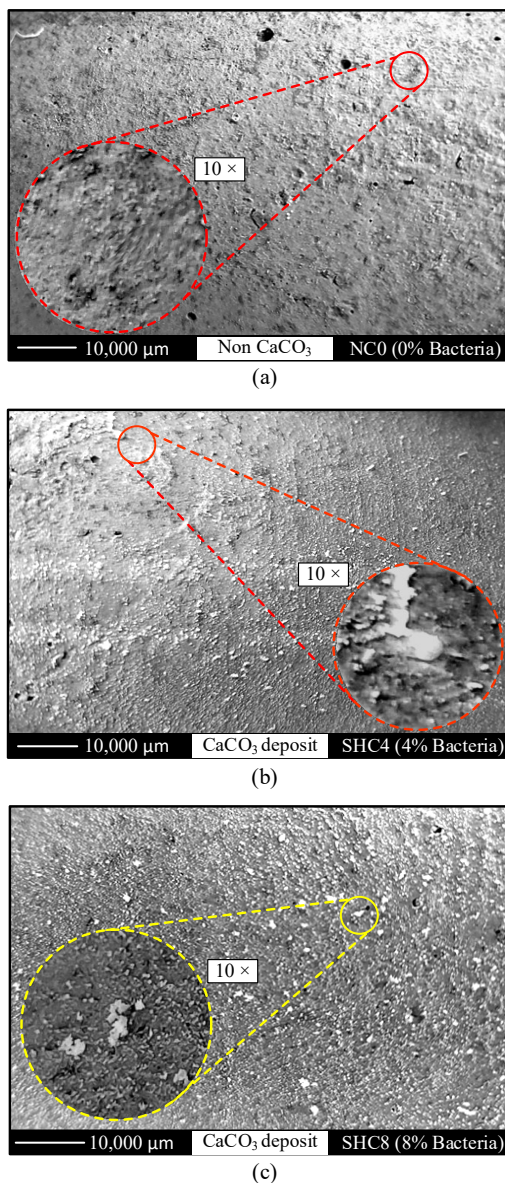 10 ×
10,000 µm Non CaCO₃ NC0 (0% Bacteria)
(a)
10 ×
10,000 µm CaCO₃ deposit SHC4 (4% Bacteria)
(b)
10 ×
10,000 µm CaCO₃ deposit SHC8 (8% Bacteria)
(c)